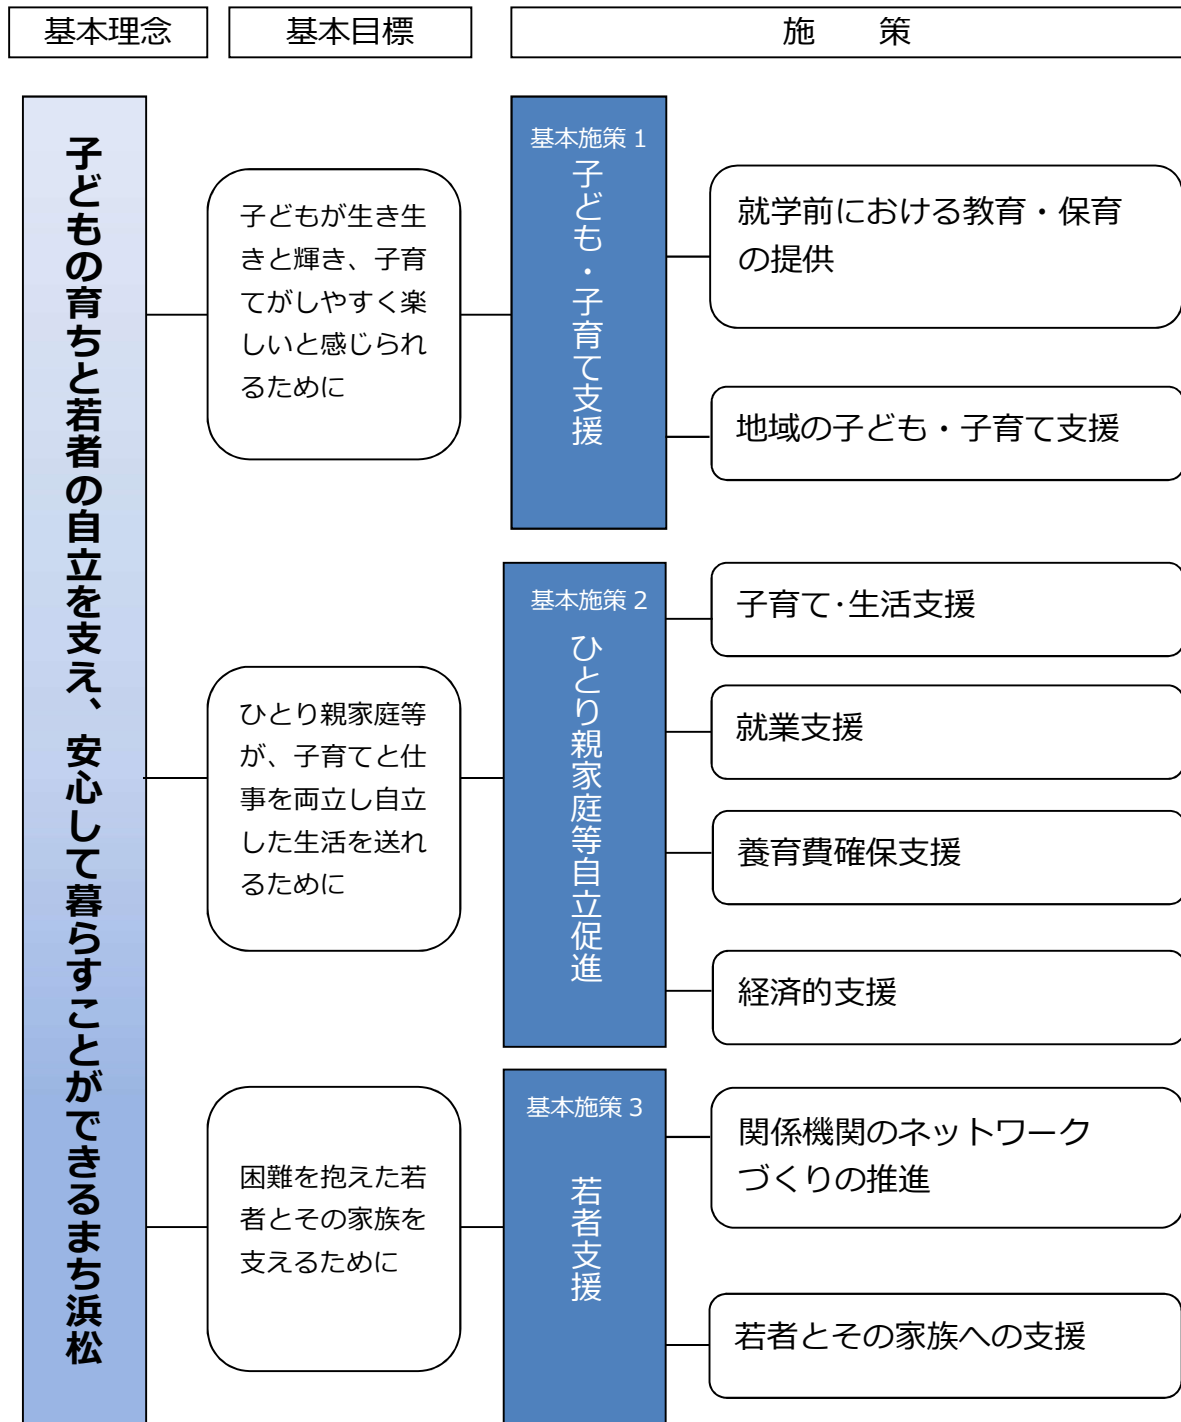 基本理念
基本目標
施　策
子どもの育ちと若者の自立を支え、安心して暮らすことができるまち浜松
子どもが生き生
きと輝き、子育
てがしやすく楽
しいと感じられ
るために
基本施策 1
子ども・子育て支援
就学前における教育・保育
の提供
地域の子ども・子育て支援
ひとり親家庭等
が、子育てと仕
事を両立し自立
した生活を送れ
るために
基本施策 2
ひとり親家庭等自立促進
子育て･生活支援
就業支援
養育費確保支援
経済的支援
困難を抱えた若
者とその家族を
支えるために
基本施策 3
若者支援
関係機関のネットワーク
づくりの推進
若者とその家族への支援